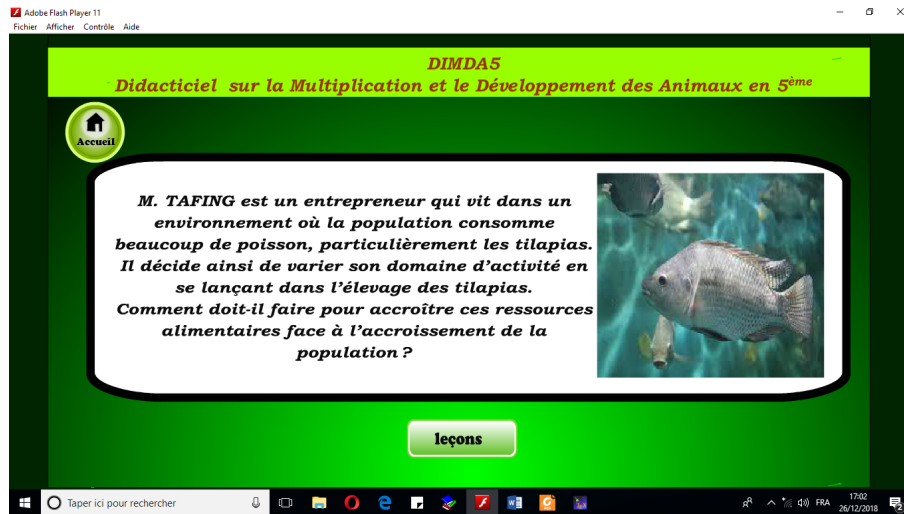 Adobe Flash Player 11
Fichier Afficher Contrôle Aide
DIMDA5
Didacticiel sur la Multiplication et le Développement des Animaux en 5ème
Accueil
M. TAFING est un entrepreneur qui vit dans un
environnement où la population consomme
beaucoup de poisson, particulièrement les tilapias.
Il décide ainsi de varier son domaine d'activité en
se lançant dans l'élevage des tilapias.
Comment doit-il faire pour accroître ces ressources
alimentaires face à l'accroissement de la
population ?
leçons
Taper ici pour rechercher
FRA
17:02
26/12/2018